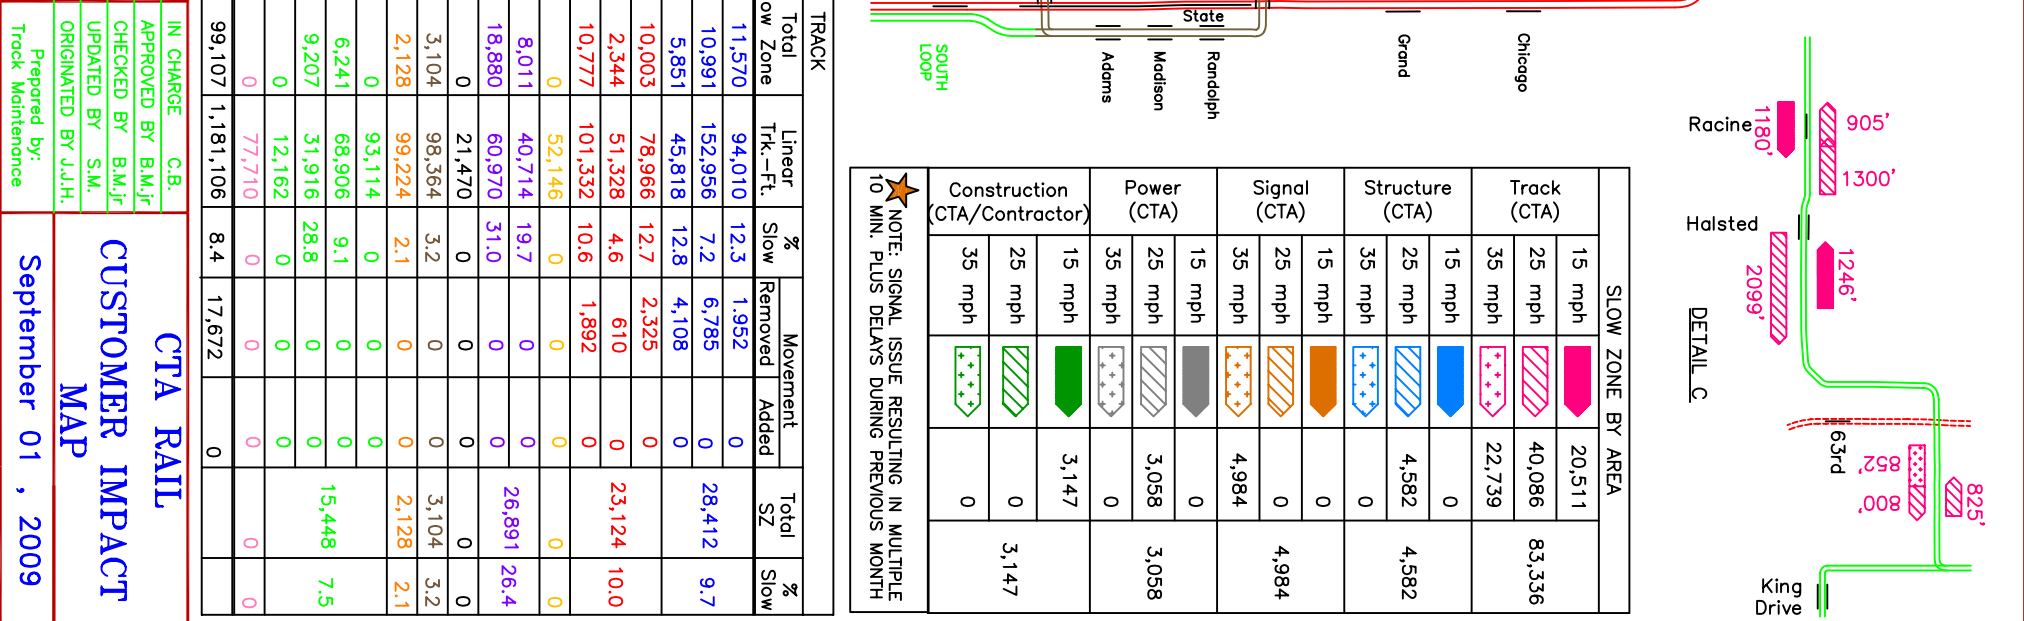 905'
1300'
1180'
Racine
Halsted
1246'
2099'
DETAIL C
63rd
825'
852'
800'
King
Drive
Chicago
Grand
State
Randolph
Madison
Adams
SOUTH
LOOP
SLOW ZONE BY AREA
Track
(CTA)
15 mph 20,511
25 mph 40,086 83,336
35 mph 22,739
Structure
(CTA)
15 mph 0
25 mph 4,582 4,582
35 mph 0
Signal
(CTA)
15 mph 0
25 mph 0 4,984
35 mph 4,984
Power
(CTA)
15 mph 0
25 mph 3,058 3,058
35 mph 0
Construction
(CTA/Contractor)
15 mph 3,147
25 mph 0 3,147
35 mph 0
NOTE: SIGNAL ISSUE RESULTING IN MULTIPLE
10 MIN. PLUS DELAYS DURING PREVIOUS MONTH
TRACK
Total Linear % Movement Total %
ow Zone Trk.-Ft. Slow Removed Added SZ Slow
11,570 94,010 12.3 1.952 0
10,991 152,956 7.2 6,785 0 28,412 9.7
5,851 45,818 12.8 4,108 0
10,003 78,966 12.7 2,325 0
2,344 51,328 4.6 610 0 23,124 10.0
10,777 101,332 10.6 1,892 0
0 52,146 0 0 0 0 0
8,011 40,714 19.7 0 0 26,891 26.4
18,880 60,970 31.0 0 0
0 21,470 0 0 0 0 0
3,104 98,364 3.2 0 0 3,104 3.2
2,128 99,224 2.1 0 0 2,128 2.1
0 93,114 0 0 0
6,241 68,906 9.1 0 0 15,448 7.5
9,207 31,916 28.8 0 0
0 12,162 0 0 0
0 77,710 0 0 0 0 0
99,107 1,181,106 8.4 17,672 0
IN CHARGE C.B.
APPROVED BY B.M.jr
CHECKED BY B.M.jr
UPDATED BY S.M.
ORIGINATED BY J.J.H.
Prepared by:
Track Maintenance
CTA RAIL
CUSTOMER IMPACT
MAP
September 01, 2009